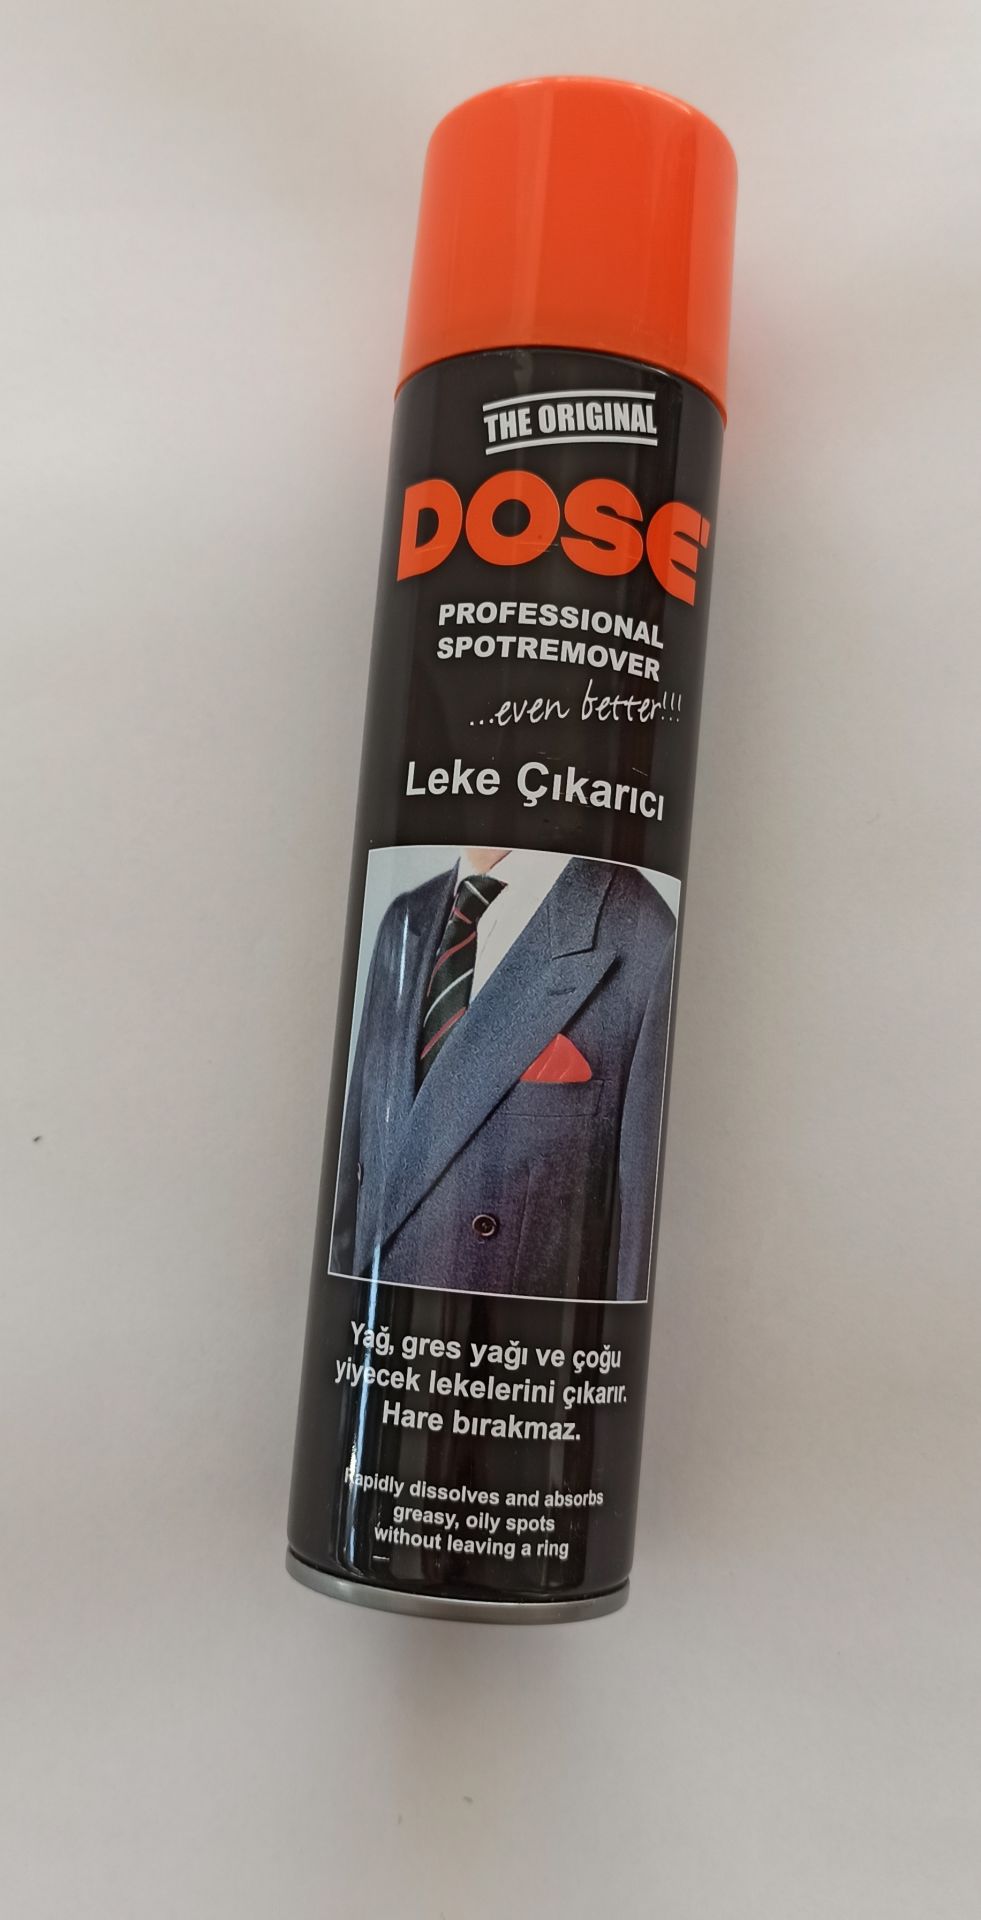 THE ORIGINAL
DOSE
PROFESSIONAL
SPOTREMOVER
...even better!!!
Leke Çıkarıcı
Yağ, gres yağı ve çoğu
yiyecek lekelerini çıkarır.
Hare bırakmaz.
Rapidly dissolves and absorbs
greasy, oily spots
without leaving a ring